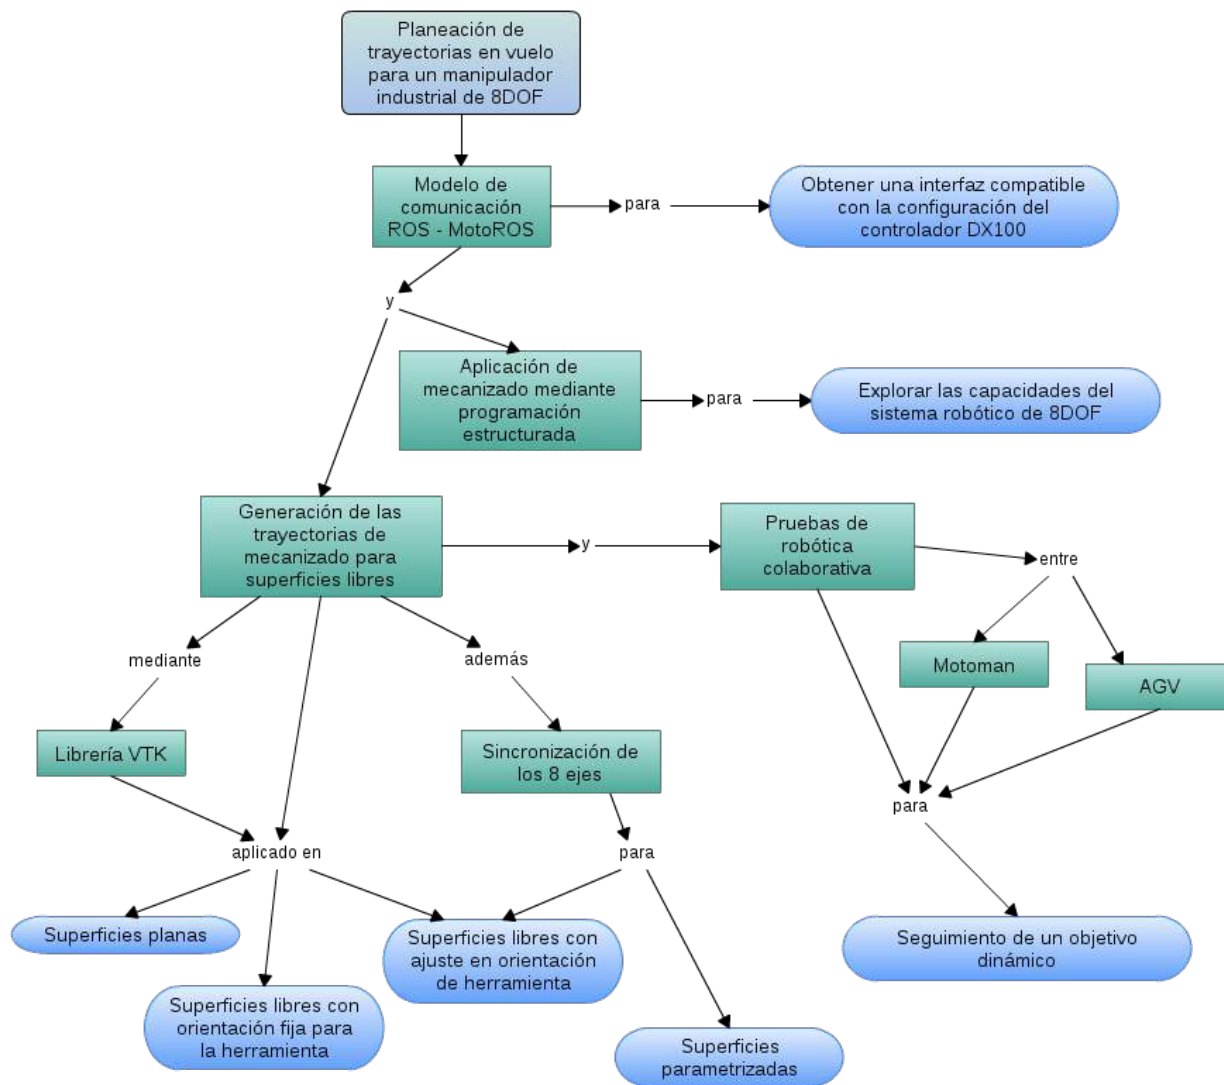 Planeación de
trayectorias en vuelo
para un manipulador
industrial de 8DOF
Modelo de
comunicación
ROS - MotoROS
para
Obtener una interfaz compatible
con la configuración del
controlador DX100
y
Aplicación de
mecanizado mediante
programación
estructurada
para
Explorar las capacidades del
sistema robótico de 8DOF
Generación de las
trayectorias de
mecanizado para
superficies libres
y
Pruebas de
robótica
colaborativa
entre
mediante
además
Motoman
AGV
Librería VTK
Sincronización de
los 8 ejes
para
aplicado en
para
Superficies planas
Superficies libres con
ajuste en orientación
de herramienta
Seguimiento de un objetivo
dinámico
Superficies libres con
orientación fija para
la herramienta
Superficies
parametrizadas